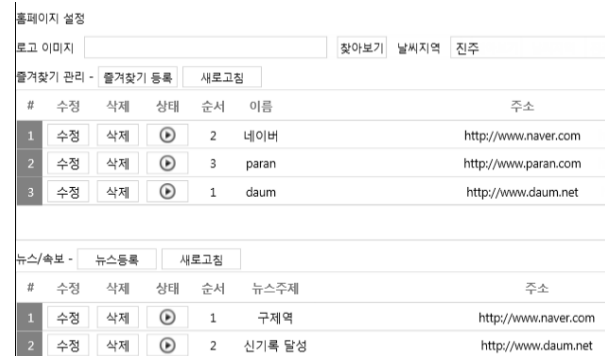 홈페이지 설정
로고 이미지 찾아보기 날씨지역 진주
즐겨찾기 관리 - 즐겨찾기 등록 새로고침
# 수정 삭제 상태 순서 이름 주소
1 수정 삭제 2 네이버 http://www.naver.com
2 수정 삭제 3 paran http://www.paran.com
3 수정 삭제 1 daum http://www.daum.net
뉴스/속보 - 뉴스등록 새로고침
# 수정 삭제 상태 순서 뉴스주제 주소
1 수정 삭제 1 구제역 http://www.naver.com
2 수정 삭제 2 신기록 달성 http://www.daum.net